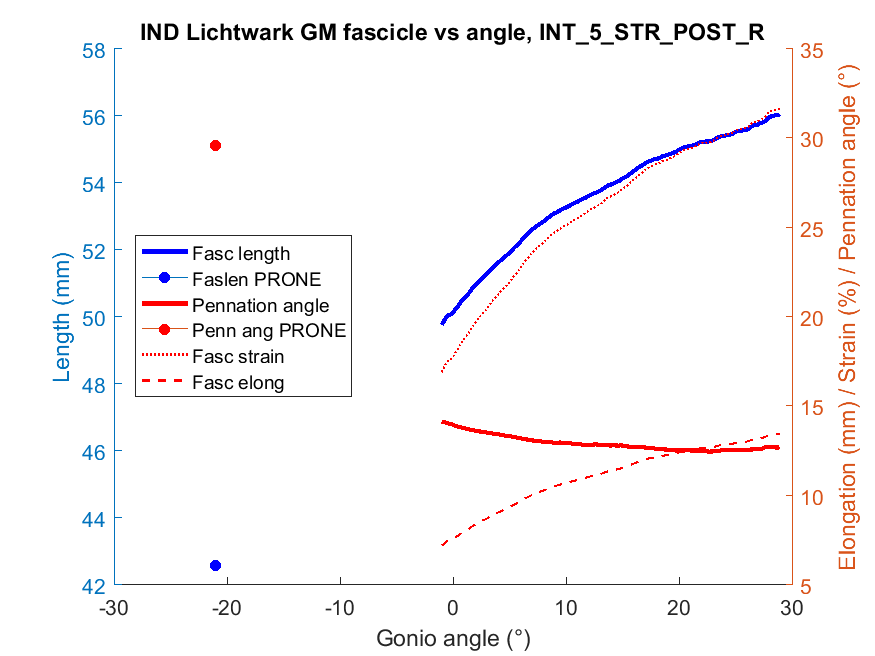 IND Lichtwark GM fascicle vs angle, INT_5_STR_POST_R
58
56
54
52
50
48
46
44
42
Length (mm)
35
30
25
20
15
10
5
Elongation (mm) / Strain (%) / Pennation angle (°)
Fasc length
Faslen PRONE
Pennation angle
Penn ang PRONE
Fasc strain
Fasc elong
-30 -20 -10 0 10 20 30
Gonio angle (°)